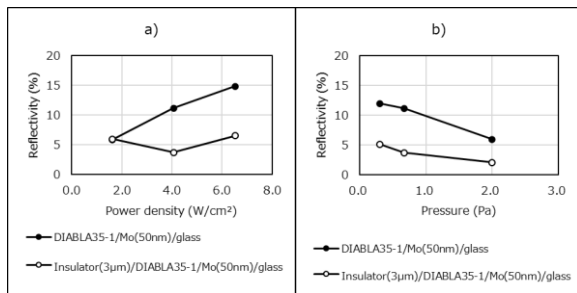 a)
Reflectivity (%)
20
15
10
5
0
0.0 2.0 4.0 6.0 8.0
Power density (W/cm²)
DIABLA35-1/Mo(50nm)/glass
Insulator(3μm)/DIABLA35-1/Mo(50nm)/glass
b)
Reflectivity (%)
20
15
10
5
0
0.0 1.0 2.0 3.0
Pressure (Pa)
DIABLA35-1/Mo(50nm)/glass
Insulator(3μm)/DIABLA35-1/Mo(50nm)/glass